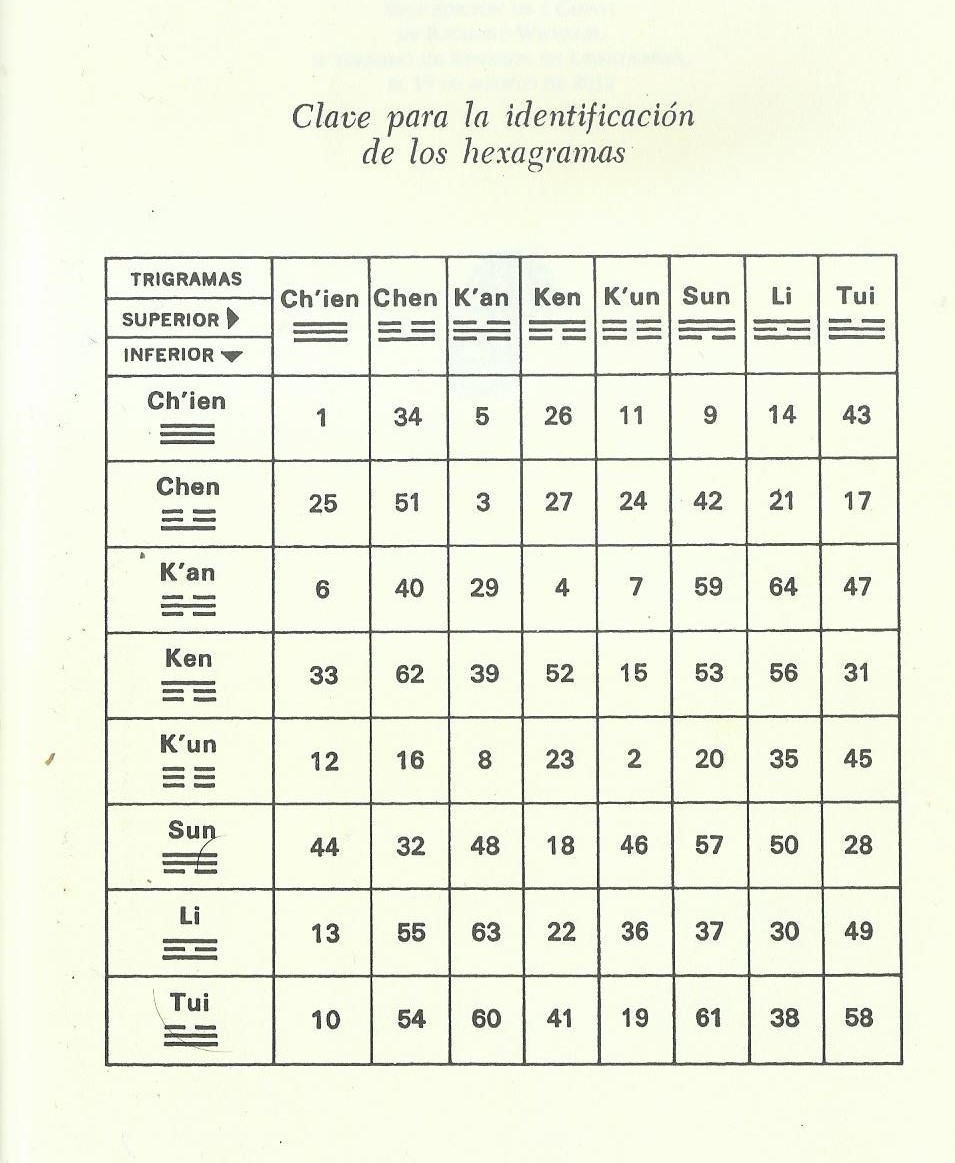 Clave para la identificación
de los hexagramas
TRIGRAMAS
SUPERIOR
INFERIOR
Ch'ien Chen K'an Ken K'un Sun Li Tui
Ch'ien 1 34 5 26 11 9 14 43
Chen 25 51 3 27 24 42 21 17
K'an 6 40 29 4 7 59 64 47
Ken 33 62 39 52 15 53 56 31
K'un 12 16 8 23 2 20 35 45
Sun 44 32 48 18 46 57 50 28
Li 13 55 63 22 36 37 30 49
Tui 10 54 60 41 19 61 38 58